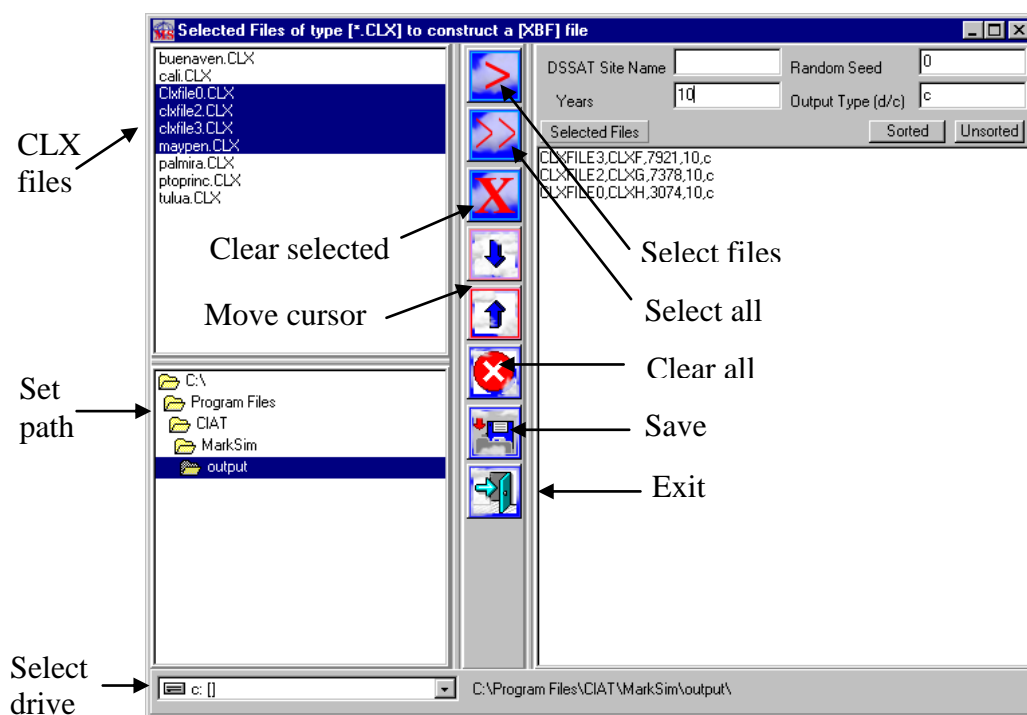 Selected Files of type [*.CLX] to construct a [XBF] file
buenaven.CLX
cali.CLX
Clxfile0.CLX
clxfile2.CLX
clxfile3.CLX
maypen.CLX
palmira.CLX
ptoprinc.CLX
tulua.CLX
CLX
files
Clear selected
Move cursor
DSSAT Site Name
Random Seed
0
Years
10
Output Type (d/c)
c
Selected Files
Sorted
Unsorted
CLXFILE3,CLXF,7921,10,c
CLXFILE2,CLXG,7378,10,c
CLXFILE0,CLXH,3074,10,c
Select files
Select all
Clear all
Save
Exit
Set
path
C:\
Program Files
CIAT
MarkSim
output
Select
drive
c: []
C:\Program Files\CIAT\MarkSim\output\